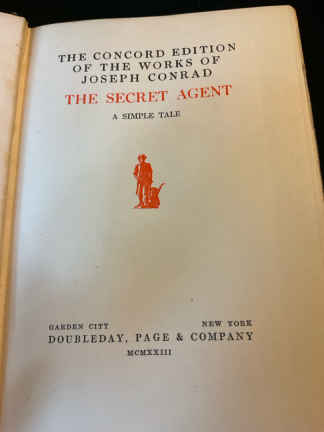 THE CONCORD EDITION
OF THE WORKS OF
JOSEPH CONRAD
THE SECRET AGENT
A SIMPLE TALE
GARDEN CITY NEW YORK
DOUBLEDAY, PAGE & COMPANY
MCMXXIII